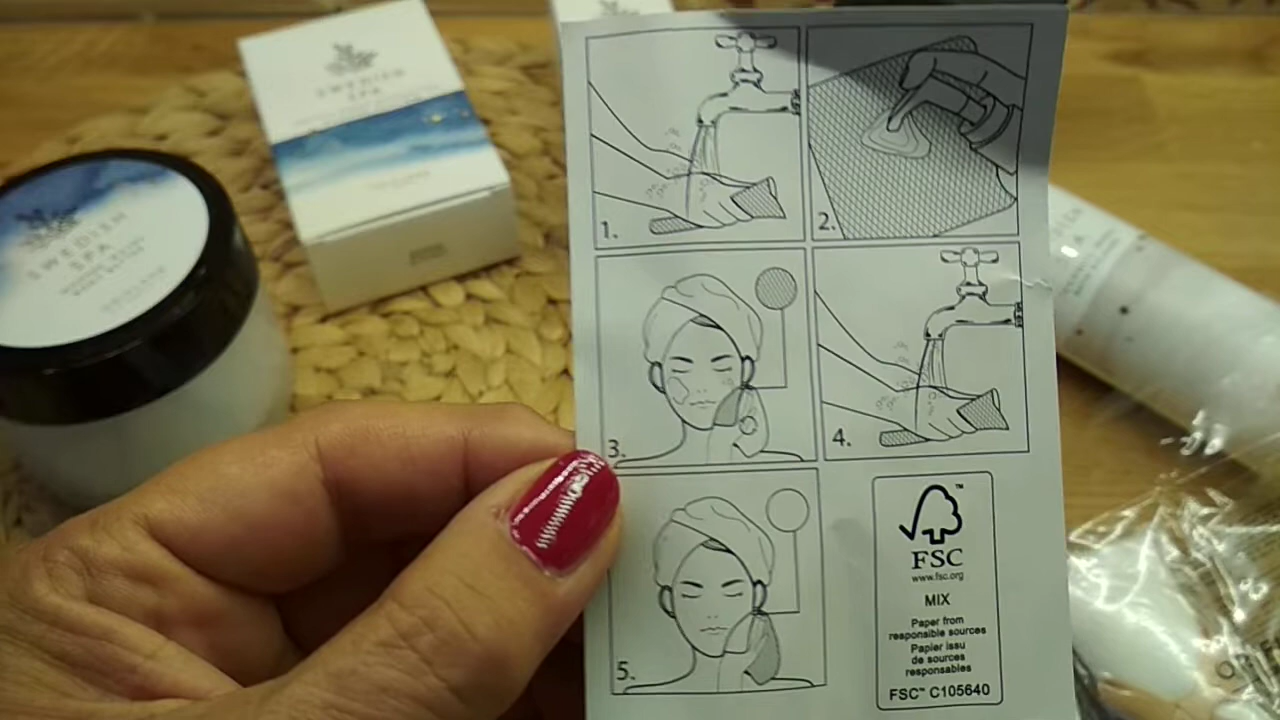 SWEDISH
SPA
SWEDISH
SPA
1.
2.
3.
4.
5.
FSC
www.fsc.org
MIX
Paper from
responsible sources
Papier issu
de sources
responsables
FSC™ C105640